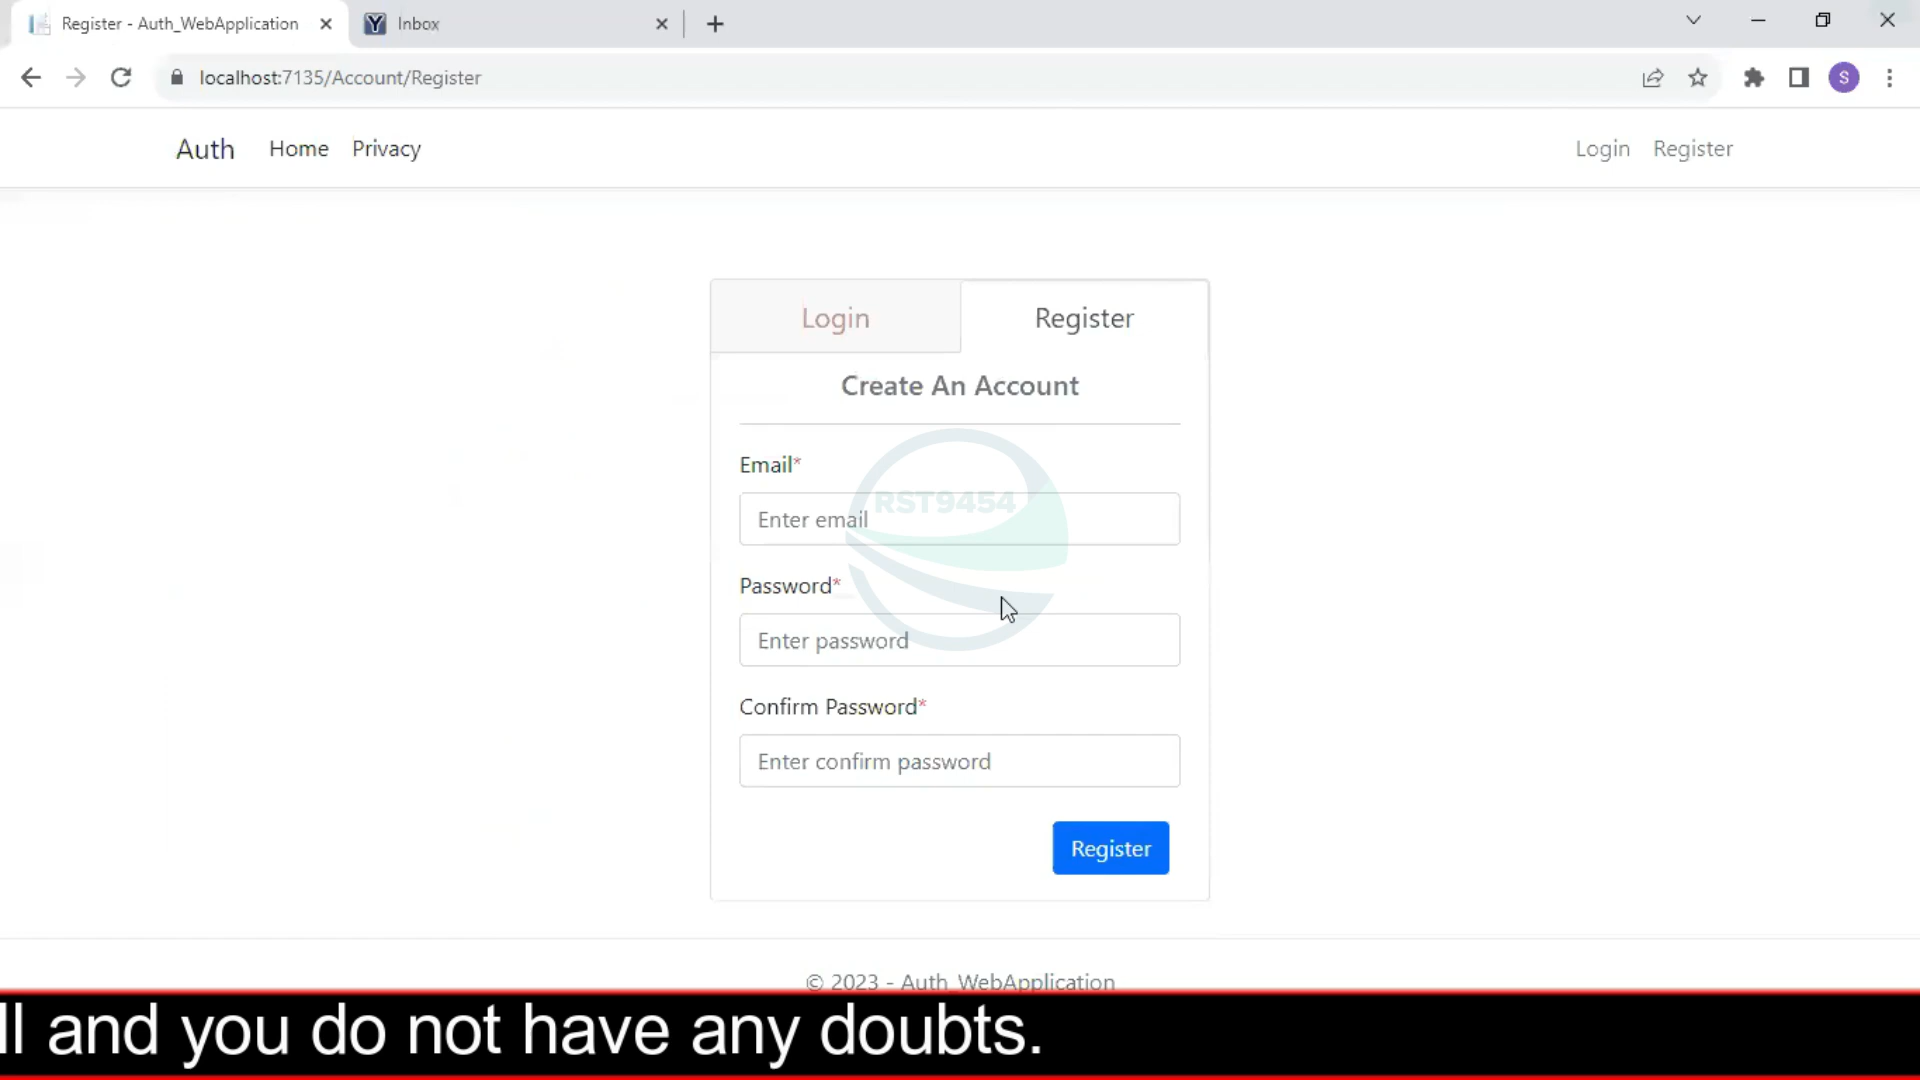 Register - Auth_WebApplication
Inbox
localhost:7135/Account/Register
S
Auth Home Privacy
Login Register
Login Register
Create An Account
Email*
RST9454
Enter email
Password*
Enter password
Confirm Password*
Enter confirm password
Register
© 2023 - Auth_WebApplication
ll and you do not have any doubts.